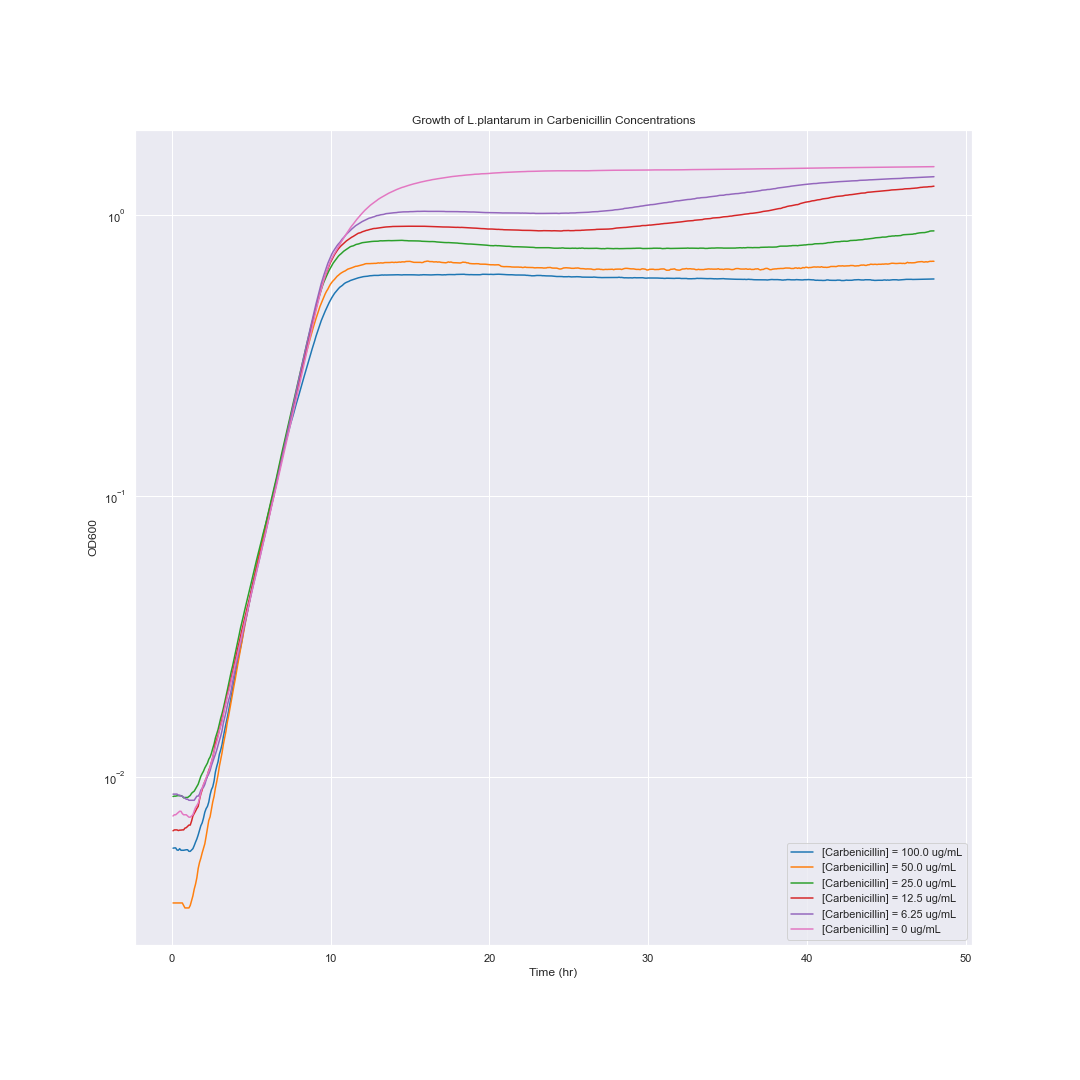 Growth of L.plantarum in Carbenicillin Concentrations
10⁰
10⁻¹
10⁻²
OD600
0 10 20 30 40 50
Time (hr)
[Carbenicillin] = 100.0 ug/mL
[Carbenicillin] = 50.0 ug/mL
[Carbenicillin] = 25.0 ug/mL
[Carbenicillin] = 12.5 ug/mL
[Carbenicillin] = 6.25 ug/mL
[Carbenicillin] = 0 ug/mL